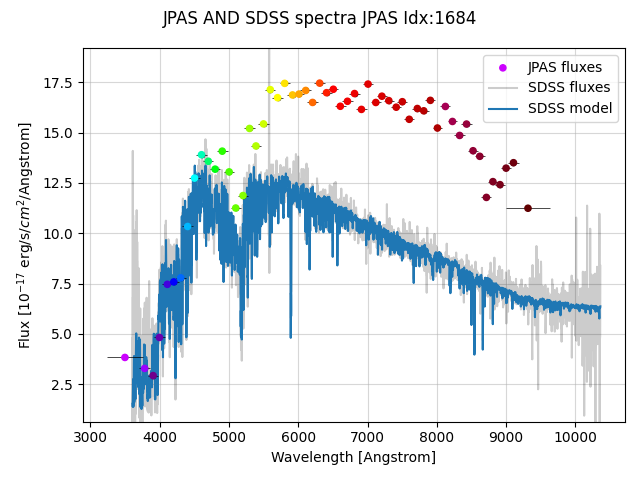 JPAS AND SDSS spectra JPAS Idx:1684
JPAS fluxes
SDSS fluxes
SDSS model
17.5
15.0
12.5
10.0
7.5
5.0
2.5
Flux [10⁻¹⁷ erg/s/cm²/Angstrom]
3000 4000 5000 6000 7000 8000 9000 10000
Wavelength [Angstrom]